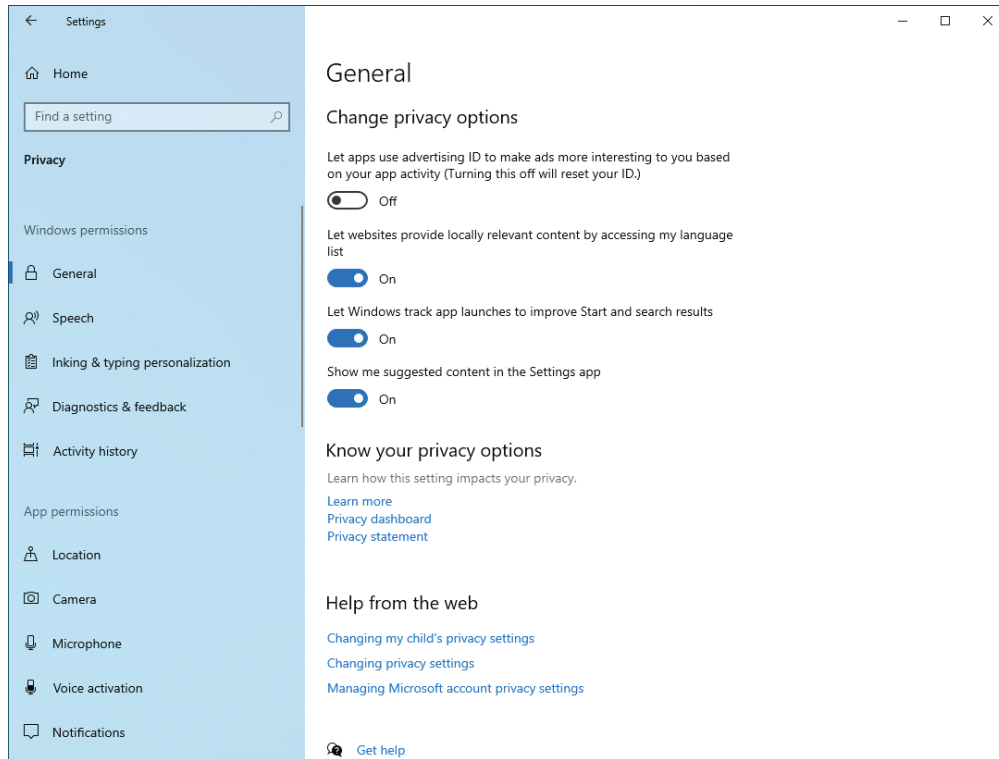 Settings
Home
Find a setting
Privacy
Windows permissions
General
Speech
Inking & typing personalization
Diagnostics & feedback
Activity history
App permissions
Location
Camera
Microphone
Voice activation
Notifications
General
Change privacy options
Let apps use advertising ID to make ads more interesting to you based
on your app activity (Turning this off will reset your ID.)
Off
Let websites provide locally relevant content by accessing my language
list
On
Let Windows track app launches to improve Start and search results
On
Show me suggested content in the Settings app
On
Know your privacy options
Learn how this setting impacts your privacy.
Learn more
Privacy dashboard
Privacy statement
Help from the web
Changing my child's privacy settings
Changing privacy settings
Managing Microsoft account privacy settings
Get help